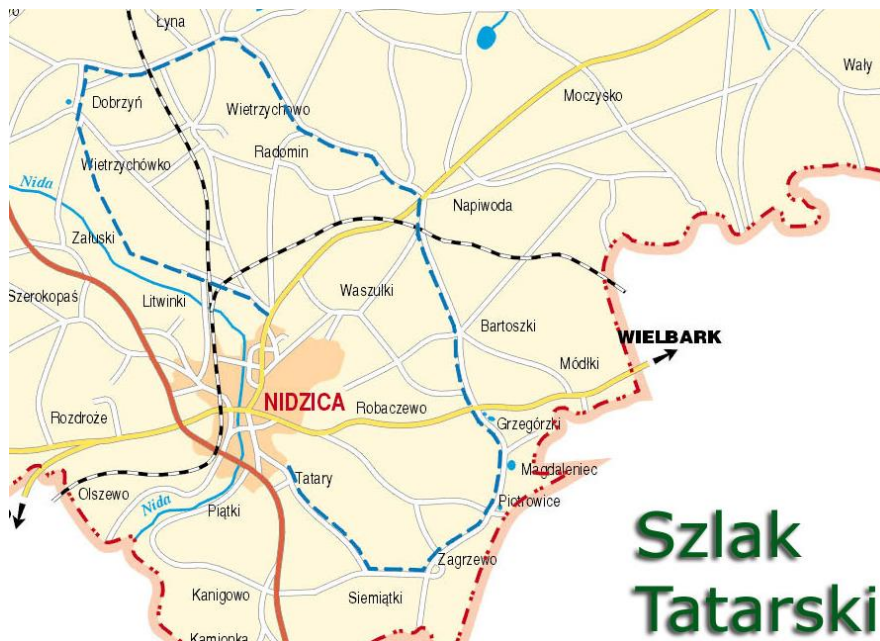 Łyna
Wały
Dobrzyń
Wietrzychowo
Moczysko
Radomin
Wietrzychówko
Nida
Napiwoda
Załuski
Szerokopaś
Litwinki
Waszulki
Bartoszki
WIELBARK
Módłki
NIDZICA
Robaczewo
Rozdroże
Grzegórzki
Magdaleniec
Tatary
Olszewo
Nida
Piątki
Piotrowice
Zagrzewo
Kanigowo
Siemiątki
Kamionka
Szlak
Tatarski